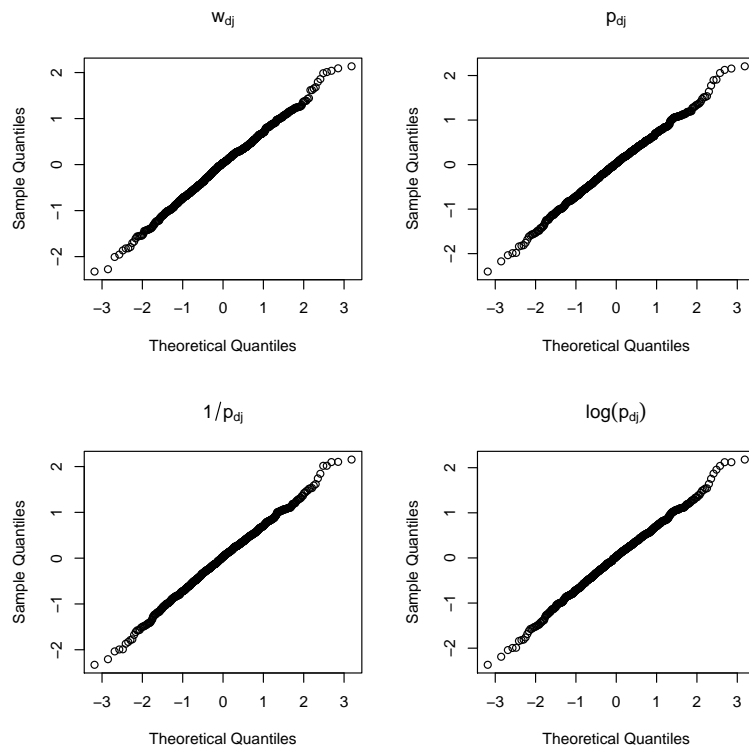 w_dj
Sample Quantiles
2
1
0
−1
−2
−3 −2 −1 0 1 2 3
Theoretical Quantiles
p_dj
Sample Quantiles
2
1
0
−1
−2
−3 −2 −1 0 1 2 3
Theoretical Quantiles
1/p_dj
Sample Quantiles
2
1
0
−1
−2
−3 −2 −1 0 1 2 3
Theoretical Quantiles
log(p_dj)
Sample Quantiles
2
1
0
−1
−2
−3 −2 −1 0 1 2 3
Theoretical Quantiles